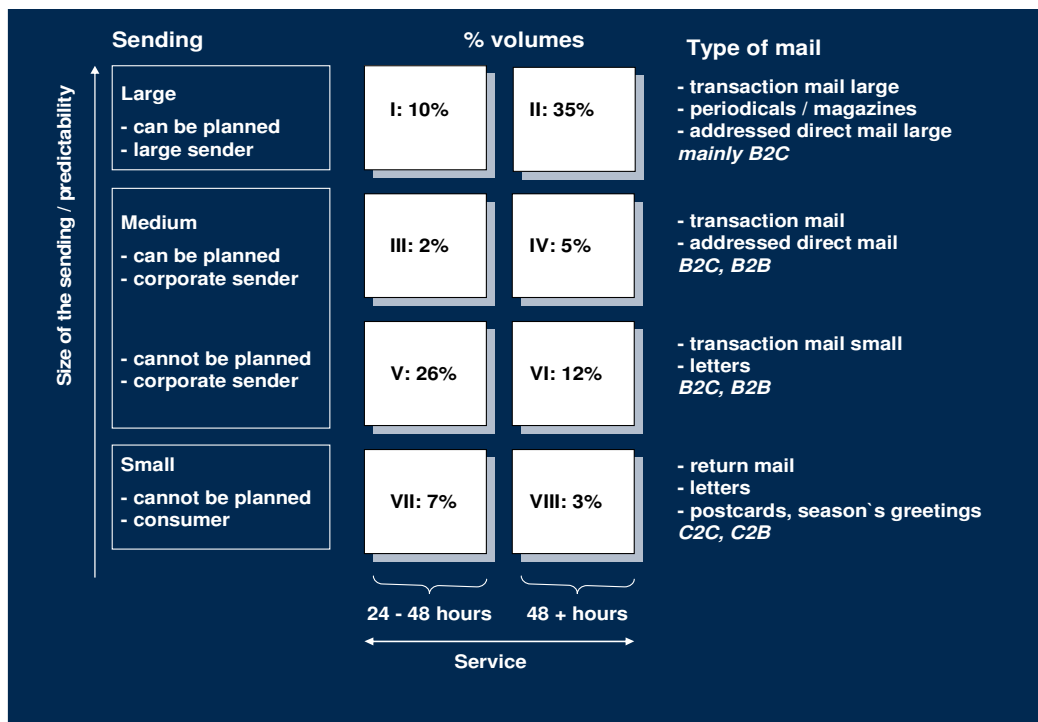 Sending
% volumes
Type of mail
Size of the sending / predictability
Large
- can be planned
- large sender
I: 10%
II: 35%
- transaction mail large
- periodicals / magazines
- addressed direct mail large
mainly B2C
Medium
- can be planned
- corporate sender
III: 2%
IV: 5%
- transaction mail
- addressed direct mail
B2C, B2B
- cannot be planned
- corporate sender
V: 26%
VI: 12%
- transaction mail small
- letters
B2C, B2B
Small
- cannot be planned
- consumer
VII: 7%
VIII: 3%
- return mail
- letters
- postcards, season`s greetings
C2C, C2B
24 - 48 hours
48 + hours
Service